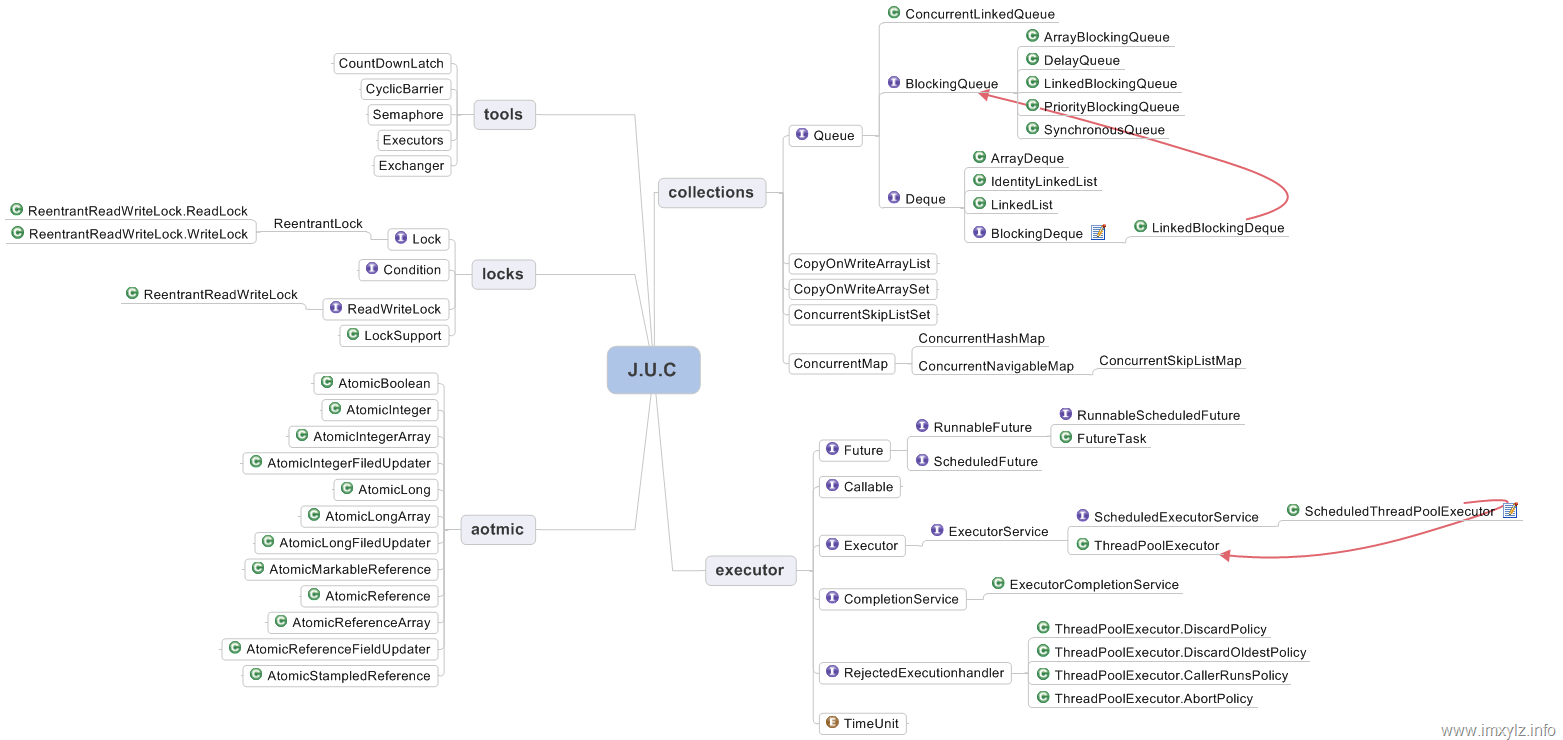 J.U.C
tools
CountDownLatch
CyclicBarrier
Semaphore
Executors
Exchanger
locks
Lock
ReentrantLock
ReentrantReadWriteLock.ReadLock
ReentrantReadWriteLock.WriteLock
Condition
ReadWriteLock
ReentrantReadWriteLock
LockSupport
aotmic
AtomicBoolean
AtomicInteger
AtomicIntegerArray
AtomicIntegerFiledUpdater
AtomicLong
AtomicLongArray
AtomicLongFiledUpdater
AtomicMarkableReference
AtomicReference
AtomicReferenceArray
AtomicReferenceFieldUpdater
AtomicStampledReference
collections
Queue
ConcurrentLinkedQueue
BlockingQueue
ArrayBlockingQueue
DelayQueue
LinkedBlockingQueue
PriorityBlockingQueue
SynchronousQueue
Deque
ArrayDeque
IdentityLinkedList
LinkedList
BlockingDeque
LinkedBlockingDeque
CopyOnWriteArrayList
CopyOnWriteArraySet
ConcurrentSkipListSet
ConcurrentMap
ConcurrentHashMap
ConcurrentNavigableMap
ConcurrentSkipListMap
executor
Future
RunnableFuture
RunnableScheduledFuture
FutureTask
ScheduledFuture
Callable
Executor
ExecutorService
ScheduledExecutorService
ScheduledThreadPoolExecutor
ThreadPoolExecutor
CompletionService
ExecutorCompletionService
RejectedExecutionhandler
ThreadPoolExecutor.DiscardPolicy
ThreadPoolExecutor.DiscardOldestPolicy
ThreadPoolExecutor.CallerRunsPolicy
ThreadPoolExecutor.AbortPolicy
TimeUnit
www.imxylz.info